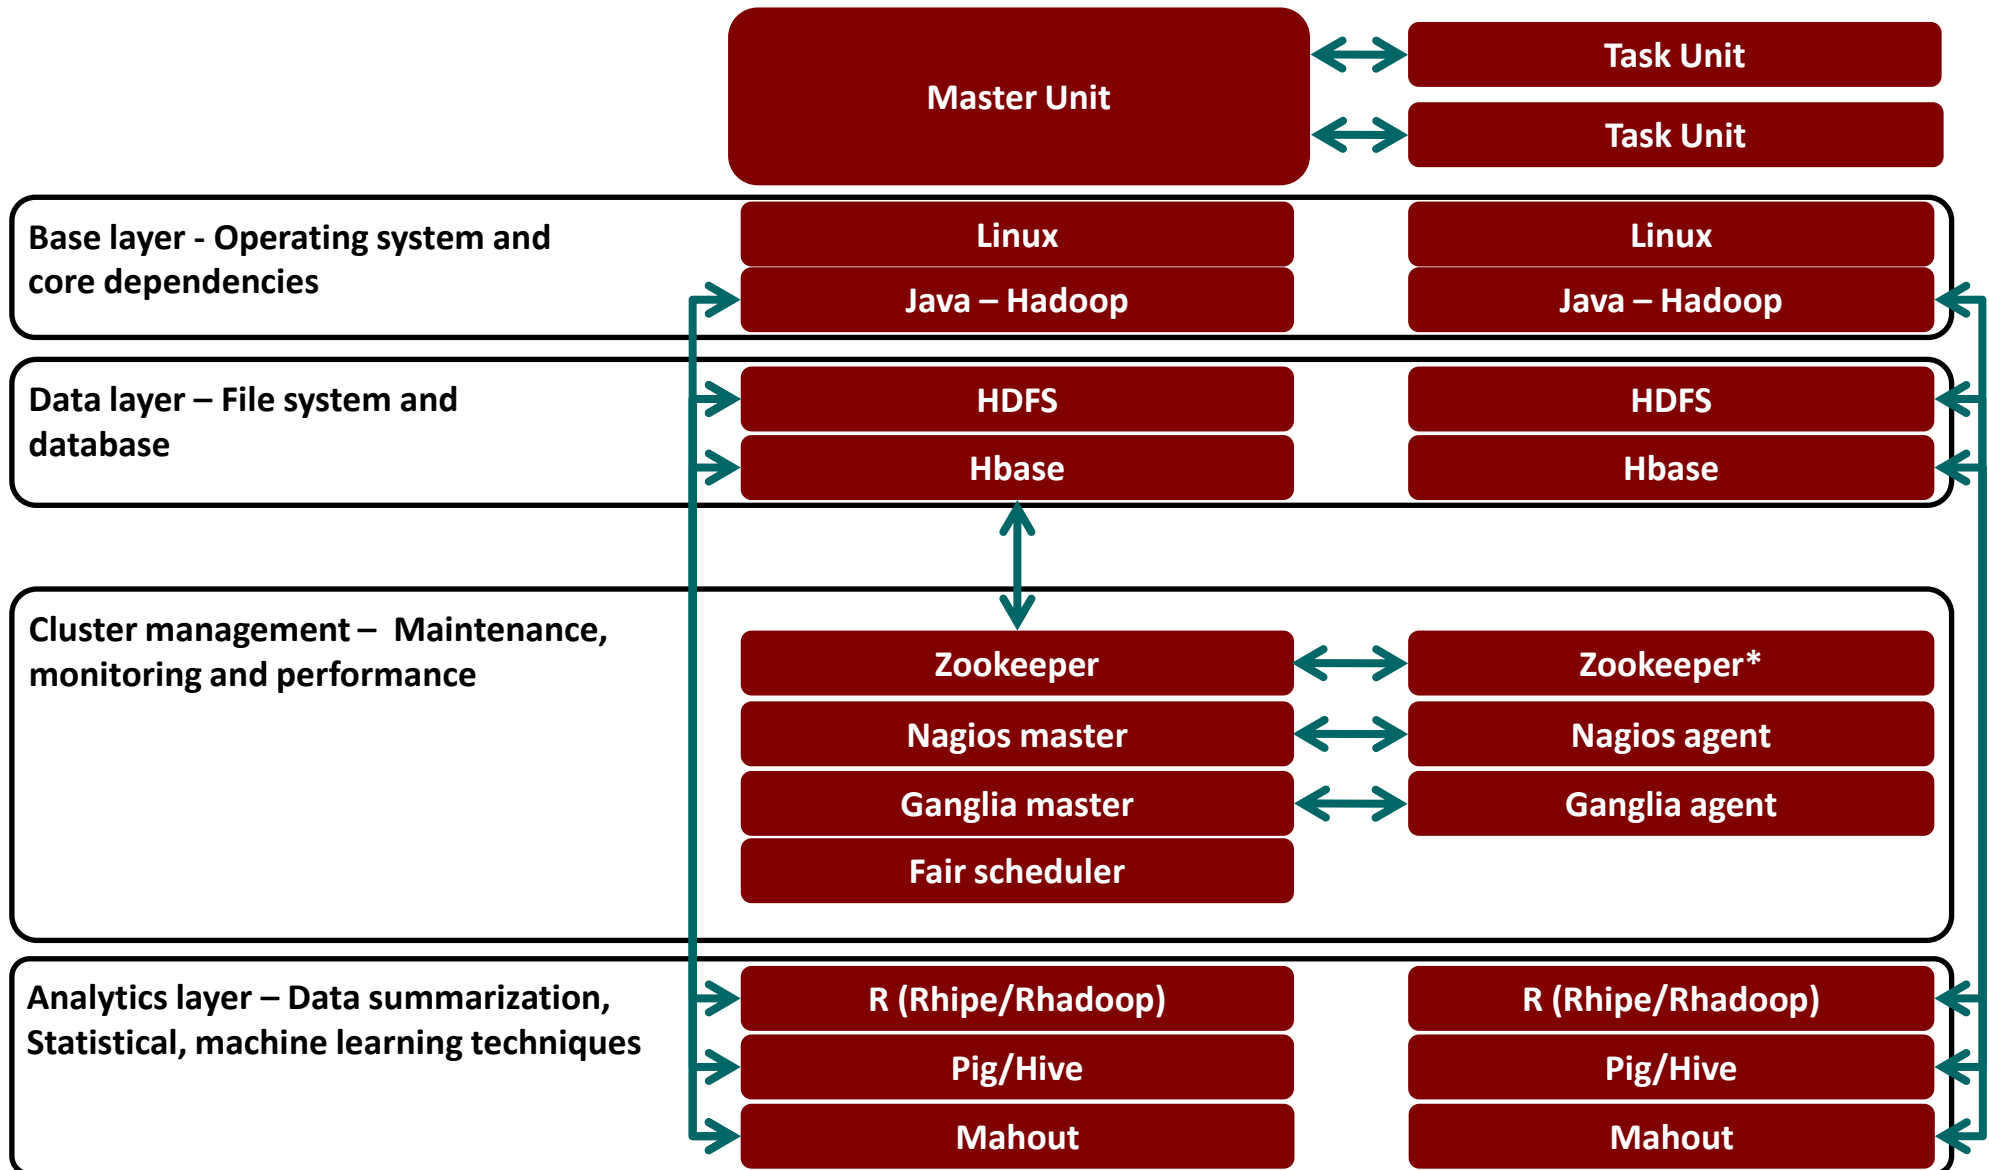 Master Unit
Task Unit
Task Unit
Base layer - Operating system and
core dependencies
Linux
Linux
Java – Hadoop
Java – Hadoop
Data layer – File system and
database
HDFS
HDFS
Hbase
Hbase
Cluster management –  Maintenance,
monitoring and performance
Zookeeper
Zookeeper*
Nagios master
Nagios agent
Ganglia master
Ganglia agent
Fair scheduler
Analytics layer – Data summarization,
Statistical, machine learning techniques
R (Rhipe/Rhadoop)
R (Rhipe/Rhadoop)
Pig/Hive
Pig/Hive
Mahout
Mahout